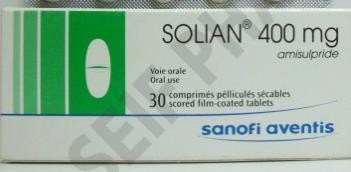 SOLIAN® 400 mg
amisulpride
Voie orale
Oral use
30 comprimés pelliculés sécables
scored film-coated tablets
sanofi aventis